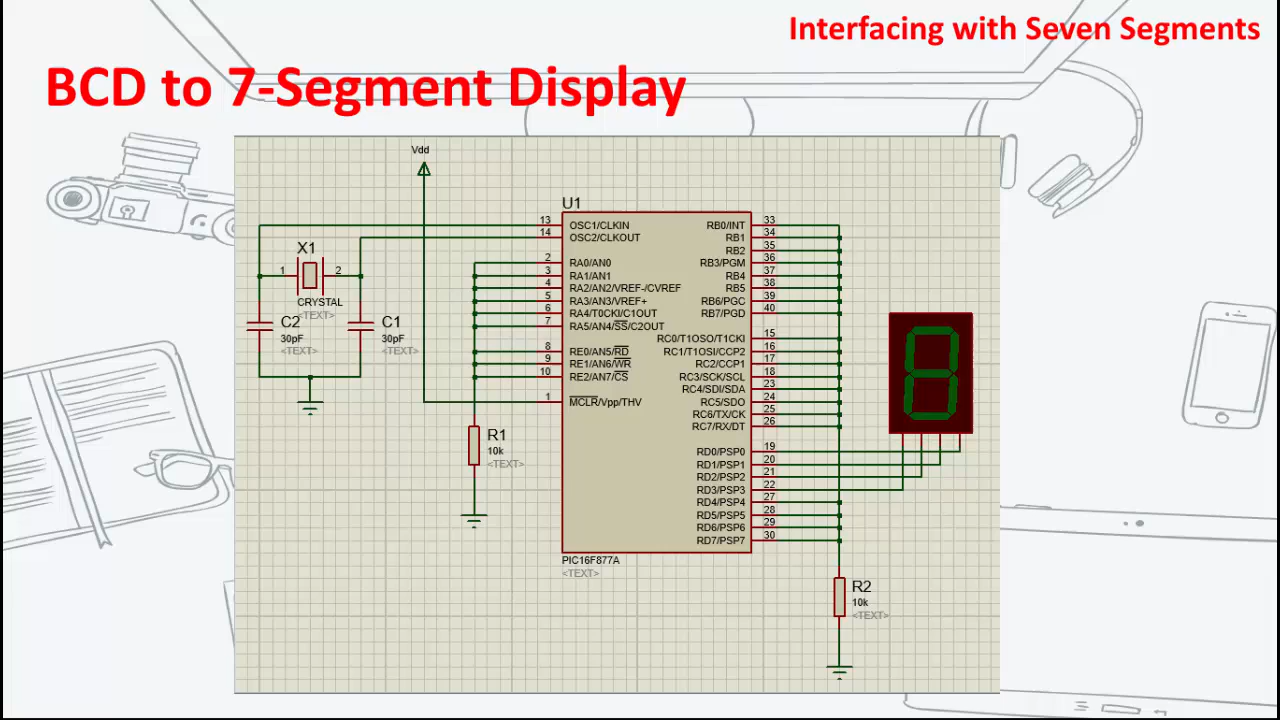 Interfacing with Seven Segments
BCD to 7-Segment Display
Vdd
U1
13
OSC1/CLKIN
14
OSC2/CLKOUT
2
RA0/AN0
3
RA1/AN1
4
RA2/AN2/VREF-/CVREF
5
RA3/AN3/VREF+
6
RA4/T0CKI/C1OUT
7
RA5/AN4/SS/C2OUT
8
RE0/AN5/RD
9
RE1/AN6/WR
10
RE2/AN7/CS
1
MCLR/Vpp/THV
RB0/INT
33
RB1
34
RB2
35
RB3/PGM
36
RB4
37
RB5
38
RB6/PGC
39
RB7/PGD
40
RC0/T1OSO/T1CKI
15
RC1/T1OSI/CCP2
16
RC2/CCP1
17
RC3/SCK/SCL
18
RC4/SDI/SDA
23
RC5/SDO
24
RC6/TX/CK
25
RC7/RX/DT
26
RD0/PSP0
19
RD1/PSP1
20
RD2/PSP2
21
RD3/PSP3
22
RD4/PSP4
27
RD5/PSP5
28
RD6/PSP6
29
RD7/PSP7
30
PIC16F877A
<TEXT>
X1
1
2
CRYSTAL
<TEXT>
C2
30pF
<TEXT>
C1
30pF
<TEXT>
R1
10k
<TEXT>
R2
10k
<TEXT>
8